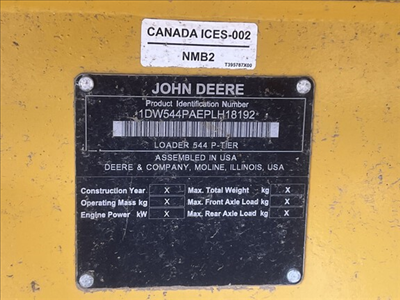 CANADA ICES-002
NMB2
T395787X00
JOHN DEERE
Product Identification Number
1DW544PAEPLH18192
LOADER 544 P-TIER
ASSEMBLED IN USA
DEERE & COMPANY, MOLINE, ILLINOIS, USA
Construction Year X Max. Total Weight kg X
Operating Mass kg X Max. Front Axle Load kg X
Engine Power kW X Max. Rear Axle Load kg X